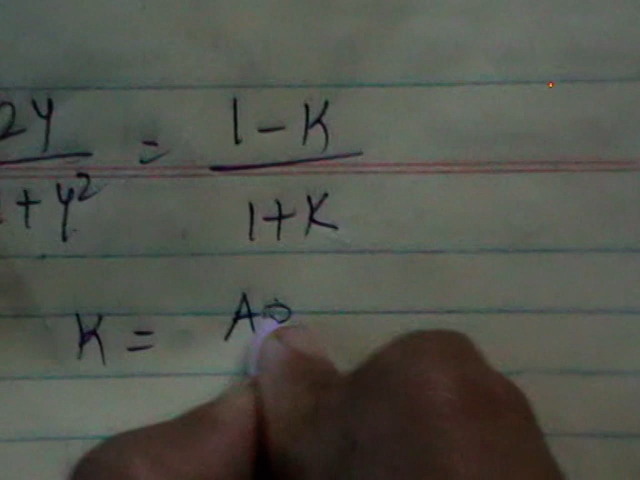 2y = 1 - K
+ y² 1 + K
K = A